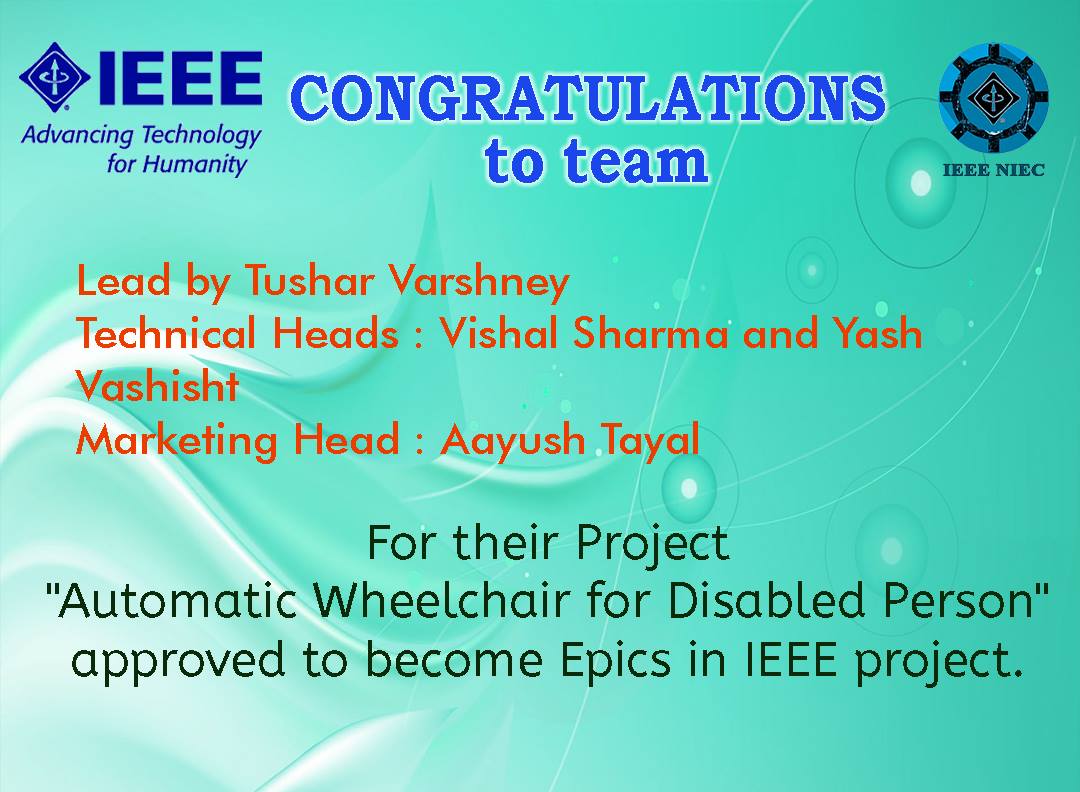 IEEE
Advancing Technology
for Humanity
CONGRATULATIONS
to team
IEEE NIEC
Lead by Tushar Varshney
Technical Heads : Vishal Sharma and Yash
Vashisht
Marketing Head : Aayush Tayal
For their Project
"Automatic Wheelchair for Disabled Person"
approved to become Epics in IEEE project.